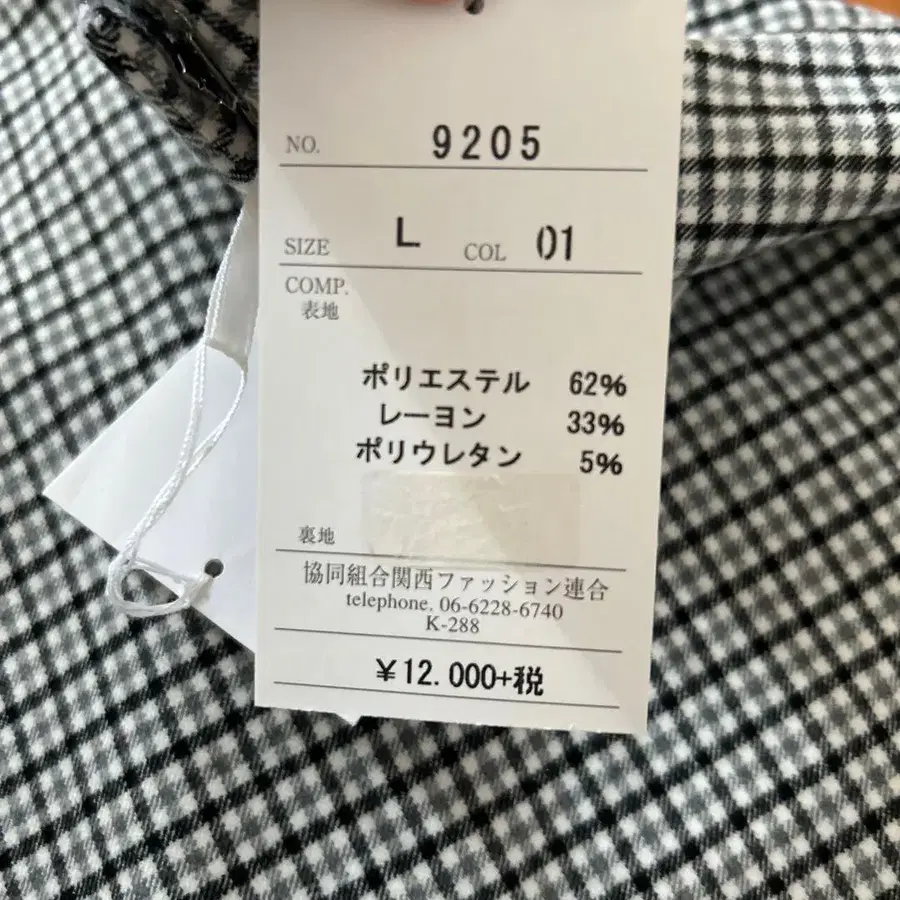 NO. 9205
SIZE L COL 01
COMP.
表地
ポリエステル 62%
レーヨン 33%
ポリウレタン 5%
裏地
協同組合関西ファッション連合
telephone. 06-6228-6740
K-288
¥12.000+税